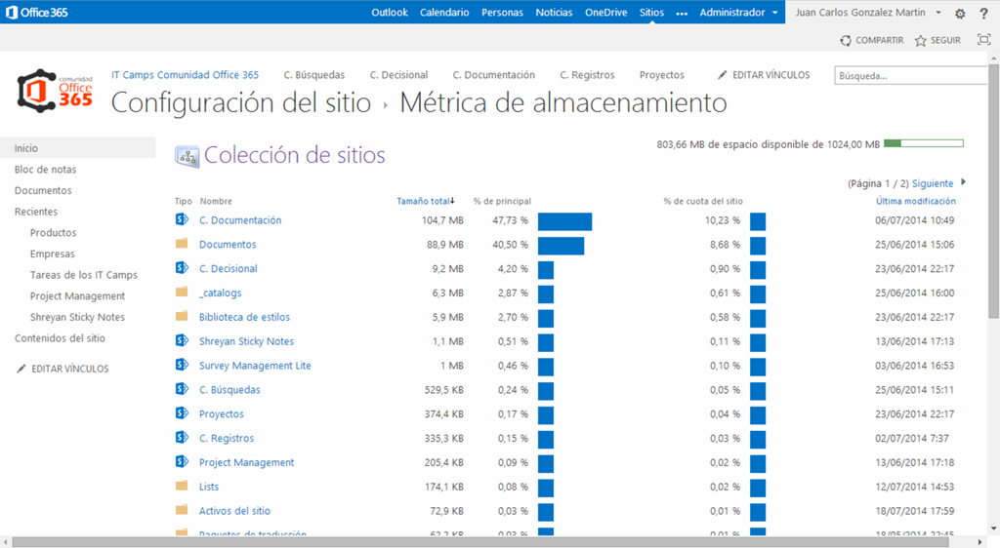 Office 365 Outlook Calendario Personas Noticias OneDrive Sitios ••• Administrador Juan Carlos Gonzalez Martin ?
COMPARTIR SEGUIR
comunidad Office 365
IT Camps Comunidad Office 365 C. Búsquedas C. Decisional C. Documentación C. Registros Proyectos EDITAR VÍNCULOS Búsqueda...
Configuración del sitio Métrica de almacenamiento
Inicio
Bloc de notas
Documentos
Recientes
Productos
Empresas
Tareas de los IT Camps
Project Management
Shreyan Sticky Notes
Contenidos del sitio
EDITAR VÍNCULOS
Colección de sitios
803,66 MB de espacio disponible de 1024,00 MB
(Página 1 / 2) Siguiente
Tipo Nombre Tamaño total % de principal % de cuota del sitio Última modificación
C. Documentación 104,7 MB 47,73 % 10,23 % 06/07/2014 10:49
Documentos 88,9 MB 40,50 % 8,68 % 25/06/2014 15:06
C. Decisional 9,2 MB 4,20 % 0,90 % 23/06/2014 22:17
_catalogs 6,3 MB 2,87 % 0,61 % 25/06/2014 16:00
Biblioteca de estilos 5,9 MB 2,70 % 0,58 % 23/06/2014 22:17
Shreyan Sticky Notes 1,1 MB 0,51 % 0,11 % 13/06/2014 17:13
Survey Management Lite 1 MB 0,46 % 0,10 % 03/06/2014 16:53
C. Búsquedas 529,5 KB 0,24 % 0,05 % 25/06/2014 15:11
Proyectos 374,4 KB 0,17 % 0,04 % 23/06/2014 22:17
C. Registros 335,3 KB 0,15 % 0,03 % 02/07/2014 7:37
Project Management 205,4 KB 0,09 % 0,02 % 13/06/2014 17:18
Lists 174,1 KB 0,08 % 0,02 % 12/07/2014 14:53
Activos del sitio 72,9 KB 0,03 % 0,01 % 18/07/2014 17:59
Paquetes de traducción 62,2 KB 0,03 % 0,01 % 18/05/2014 22:45